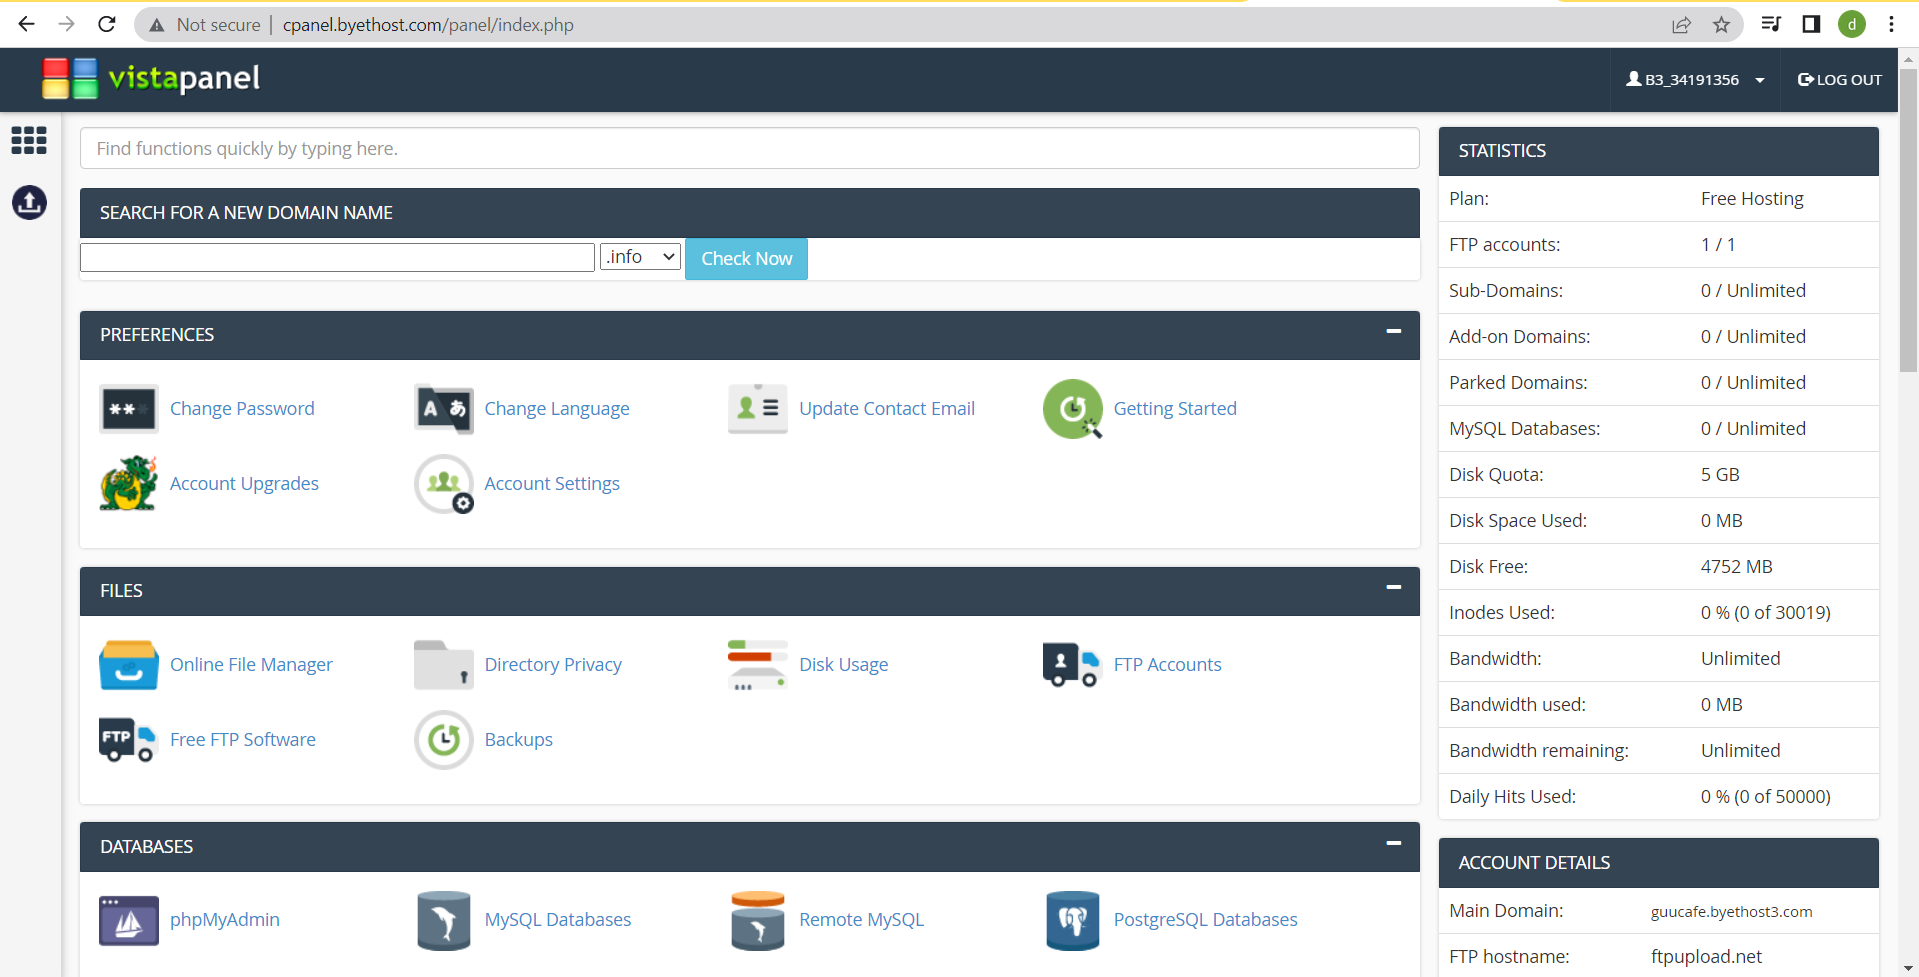 Not secure | cpanel.byethost.com/panel/index.php
d
vistapanel
B3_34191356
LOG OUT
Find functions quickly by typing here.
SEARCH FOR A NEW DOMAIN NAME
.info
Check Now
PREFERENCES
** Change Password
A あ Change Language
Update Contact Email
Getting Started
Account Upgrades
Account Settings
FILES
Online File Manager
Directory Privacy
Disk Usage
FTP Accounts
FTP Free FTP Software
Backups
DATABASES
phpMyAdmin
MySQL Databases
Remote MySQL
PostgreSQL Databases
STATISTICS
Plan: Free Hosting
FTP accounts: 1 / 1
Sub-Domains: 0 / Unlimited
Add-on Domains: 0 / Unlimited
Parked Domains: 0 / Unlimited
MySQL Databases: 0 / Unlimited
Disk Quota: 5 GB
Disk Space Used: 0 MB
Disk Free: 4752 MB
Inodes Used: 0 % (0 of 30019)
Bandwidth: Unlimited
Bandwidth used: 0 MB
Bandwidth remaining: Unlimited
Daily Hits Used: 0 % (0 of 50000)
ACCOUNT DETAILS
Main Domain: guucafe.byethost3.com
FTP hostname: ftpupload.net